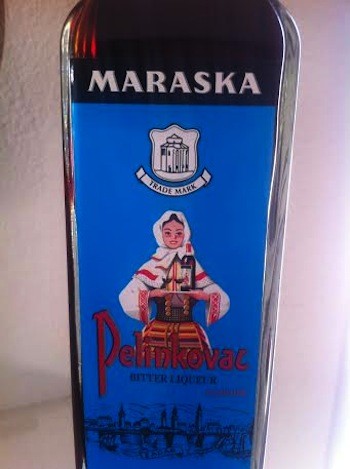 MARASKA
TRADE MARK
Pelinkovac
BITTER LIQUEUR